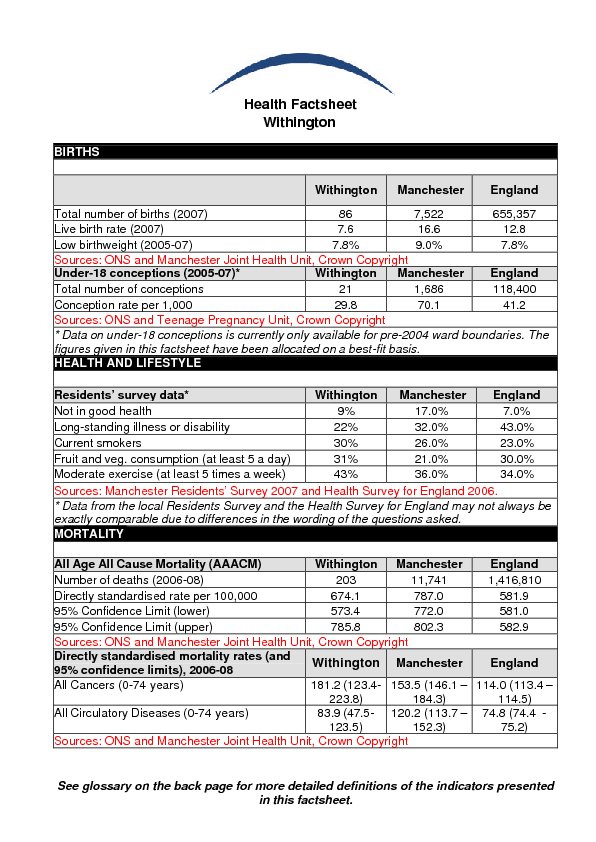 Health Factsheet
Withington
BIRTHS
Withington Manchester England
Total number of births (2007) 86 7,522 655,357
Live birth rate (2007) 7.6 16.6 12.8
Low birthweight (2005-07) 7.8% 9.0% 7.8%
Sources: ONS and Manchester Joint Health Unit, Crown Copyright
Under-18 conceptions (2005-07)* Withington Manchester England
Total number of conceptions 21 1,686 118,400
Conception rate per 1,000 29.8 70.1 41.2
Sources: ONS and Teenage Pregnancy Unit, Crown Copyright
* Data on under-18 conceptions is currently only available for pre-2004 ward boundaries. The
figures given in this factsheet have been allocated on a best-fit basis.
HEALTH AND LIFESTYLE
Residents' survey data* Withington Manchester England
Not in good health 9% 17.0% 7.0%
Long-standing illness or disability 22% 32.0% 43.0%
Current smokers 30% 26.0% 23.0%
Fruit and veg. consumption (at least 5 a day) 31% 21.0% 30.0%
Moderate exercise (at least 5 times a week) 43% 36.0% 34.0%
Sources: Manchester Residents' Survey 2007 and Health Survey for England 2006.
* Data from the local Residents Survey and the Health Survey for England may not always be
exactly comparable due to differences in the wording of the questions asked.
MORTALITY
All Age All Cause Mortality (AAACM) Withington Manchester England
Number of deaths (2006-08) 203 11,741 1,416,810
Directly standardised rate per 100,000 674.1 787.0 581.9
95% Confidence Limit (lower) 573.4 772.0 581.0
95% Confidence Limit (upper) 785.8 802.3 582.9
Sources: ONS and Manchester Joint Health Unit, Crown Copyright
Directly standardised mortality rates (and
95% confidence limits), 2006-08 Withington Manchester England
All Cancers (0-74 years) 181.2 (123.4- 153.5 (146.1 – 114.0 (113.4 –
223.8) 184.3) 114.5)
All Circulatory Diseases (0-74 years) 83.9 (47.5- 120.2 (113.7 – 74.8 (74.4 -
123.5) 152.3) 75.2)
Sources: ONS and Manchester Joint Health Unit, Crown Copyright
See glossary on the back page for more detailed definitions of the indicators presented
in this factsheet.